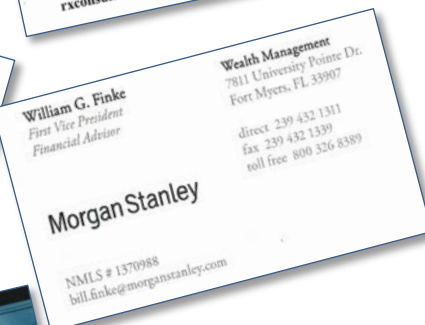 rxconsu
William G. Finke
First Vice President
Financial Advisor
Wealth Management
7811 University Pointe Dr.
Fort Myers, FL 33907
direct 239 432 1311
fax 239 432 1339
toll free 800 326 8389
Morgan Stanley
NMLS # 1370988
bill.finke@morganstanley.com